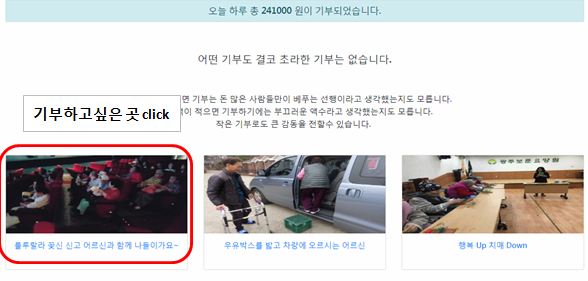 오늘 하루 총 241000 원이 기부되었습니다.
어떤 기부도 결코 초라한 기부는 없습니다.
면 기부는 돈 많은 사람들만이 베푸는 선행이라고 생각했는지도 모릅니다.
이 적으면 기부하기에는 부끄러운 액수라고 생각했는지도 모릅니다.
작은 기부로도 큰 감동을 전할수 있습니다.
기부하고싶은 곳 click
룰루랄라 꽃신 신고 어르신과 함께 나들이가요~
우유박스를 밟고 차량에 오르시는 어르신
행복 Up 치매 Down
광주보훈요양원